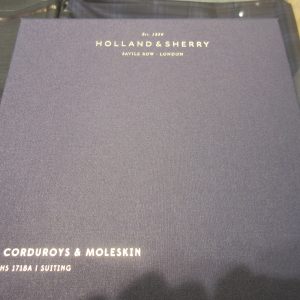 Est. 1836
HOLLAND & SHERRY
SAVILE ROW · LONDON
CORDUROYS & MOLESKIN
HS 1718A | SUITING